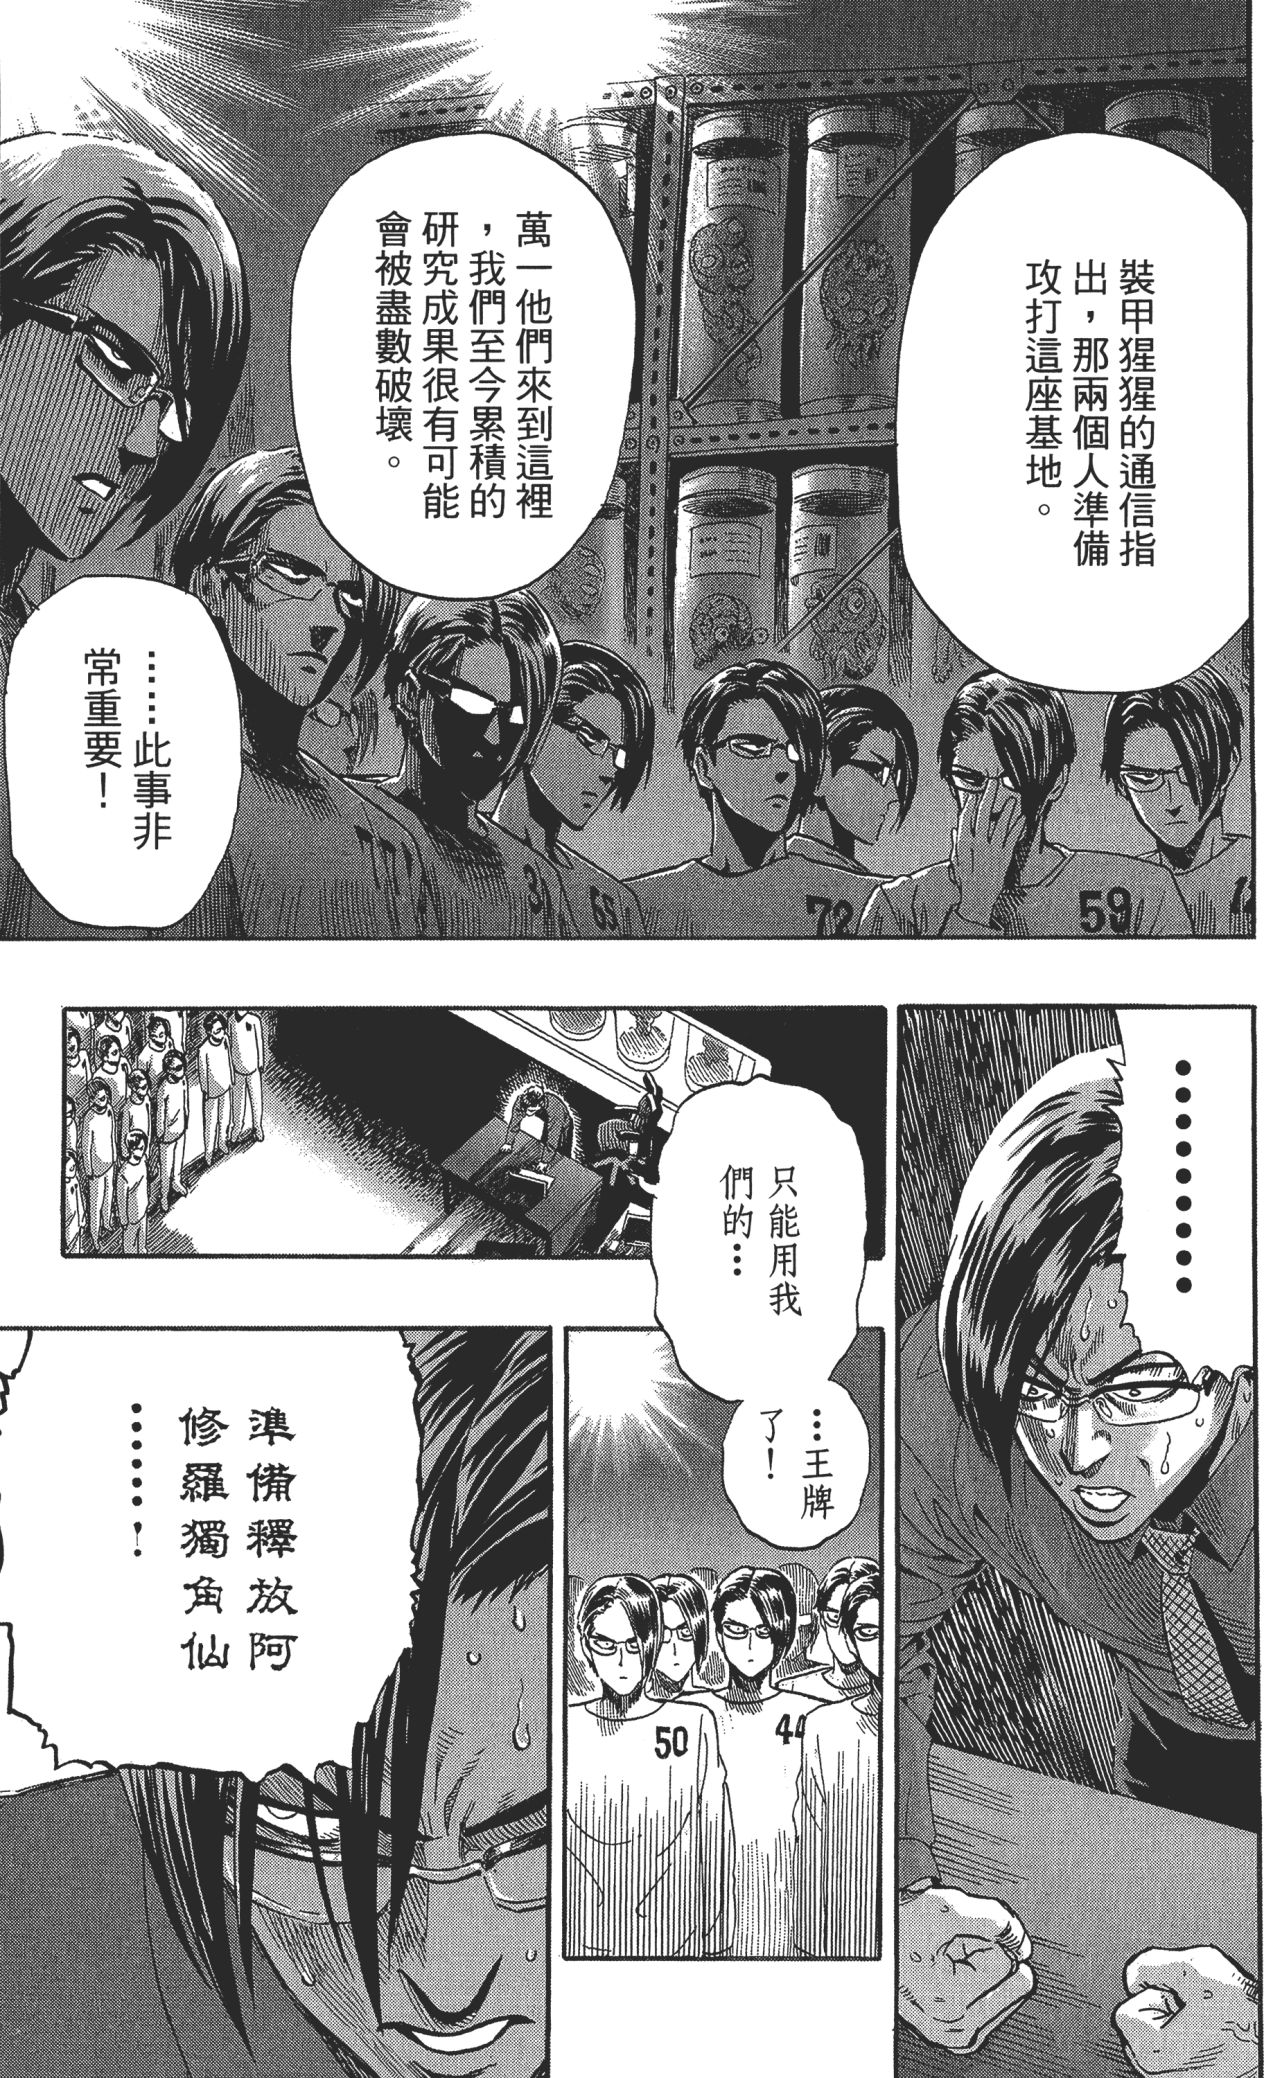 裝甲猩猩的通信指
出，那兩個人準備
攻打這座基地。
萬一他們來到這裡
，我們至今累積的
研究成果很有可能
會被盡數破壞。
……此事非
常重要！
72
59
31
65
………
只能用我
們的…
…王牌
了！
50
44
準備釋放阿
修羅獨角仙
……！